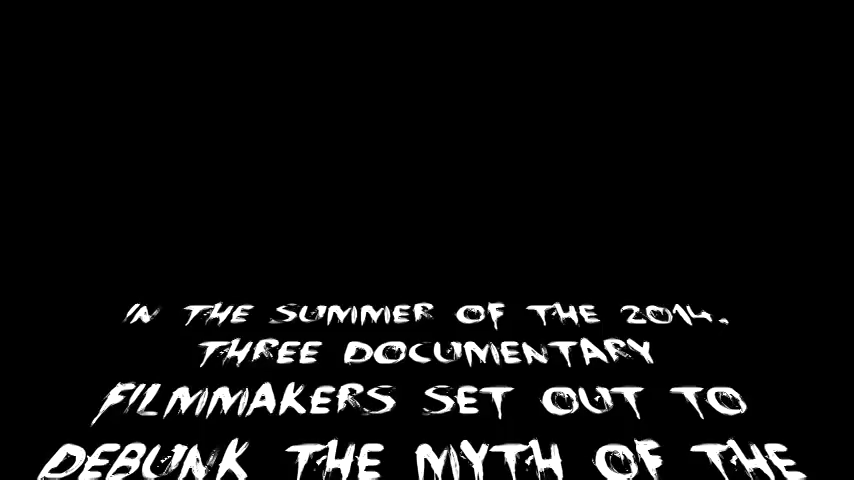 IN THE SUMMER OF THE 2014.
THREE DOCUMENTARY
FILMMAKERS SET OUT TO
DEBUNK THE MYTH OF THE